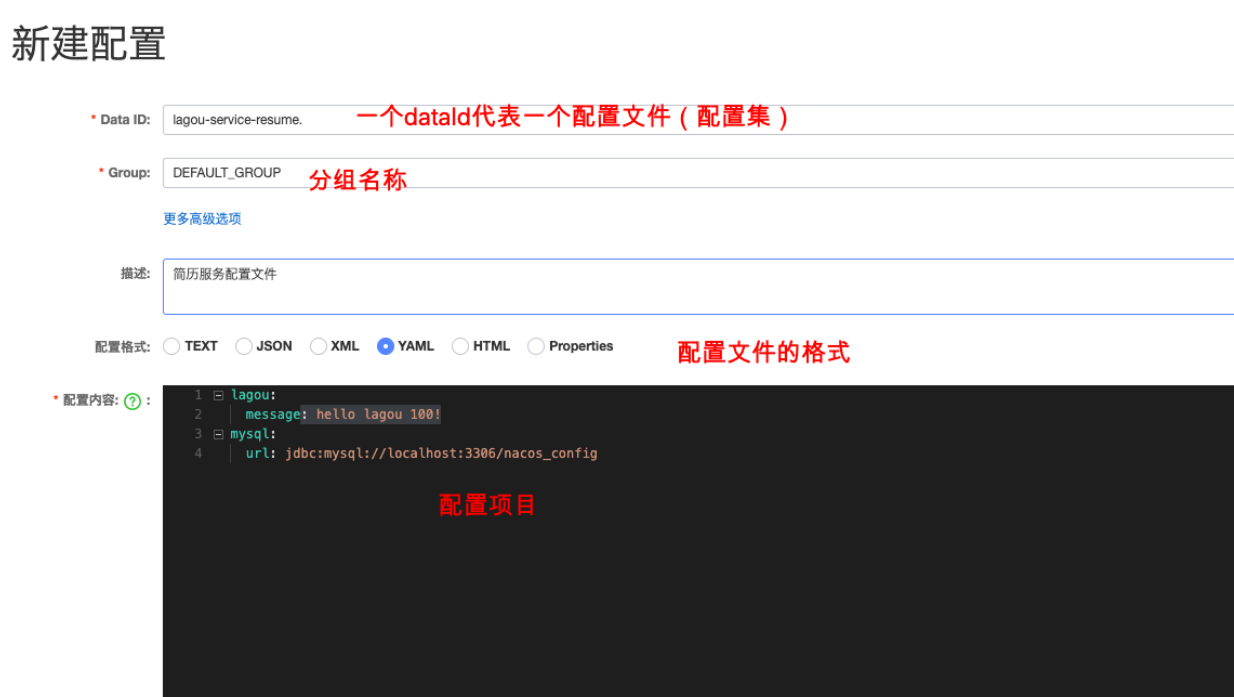 新建配置
* Data ID: lagou-service-resume. 一个dataId代表一个配置文件（配置集）
* Group: DEFAULT_GROUP 分组名称
更多高级选项
描述: 简历服务配置文件
配置格式: TEXT JSON XML YAML HTML Properties 配置文件的格式
* 配置内容: ? :
1 lagou:
2 message: hello lagou 100!
3 mysql:
4 url: jdbc:mysql://localhost:3306/nacos_config
配置项目